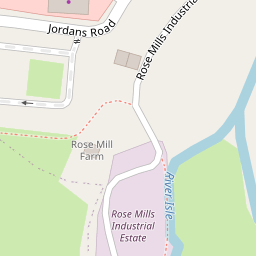 Jordans Road
Rose Mills Industrial
Rose Mill
Farm
River Isle
Rose Mills
Industrial
Estate